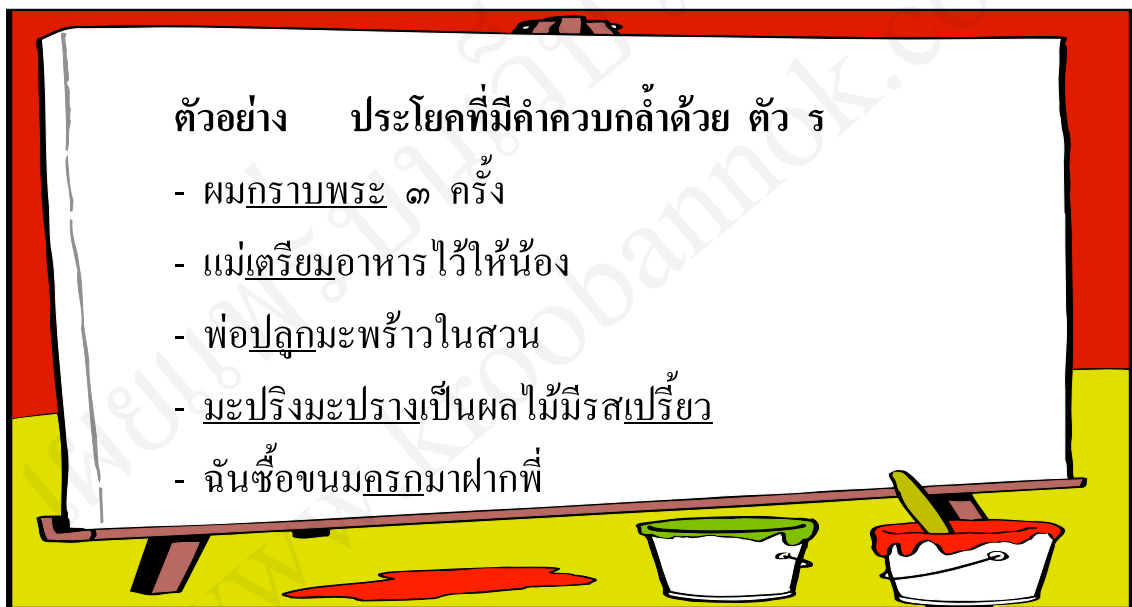 ตัวอย่าง ประโยคที่มีคำควบกล้ำด้วย ตัว ร
- ผมกราบพระ ๓ ครั้ง
- แม่เตรียมอาหารไว้ให้น้อง
- พ่อปลูกมะพร้าวในสวน
- มะปริงมะปรางเป็นผลไม้มีรสเปรี้ยว
- ฉันซื้อขนมครกมาฝากพี่